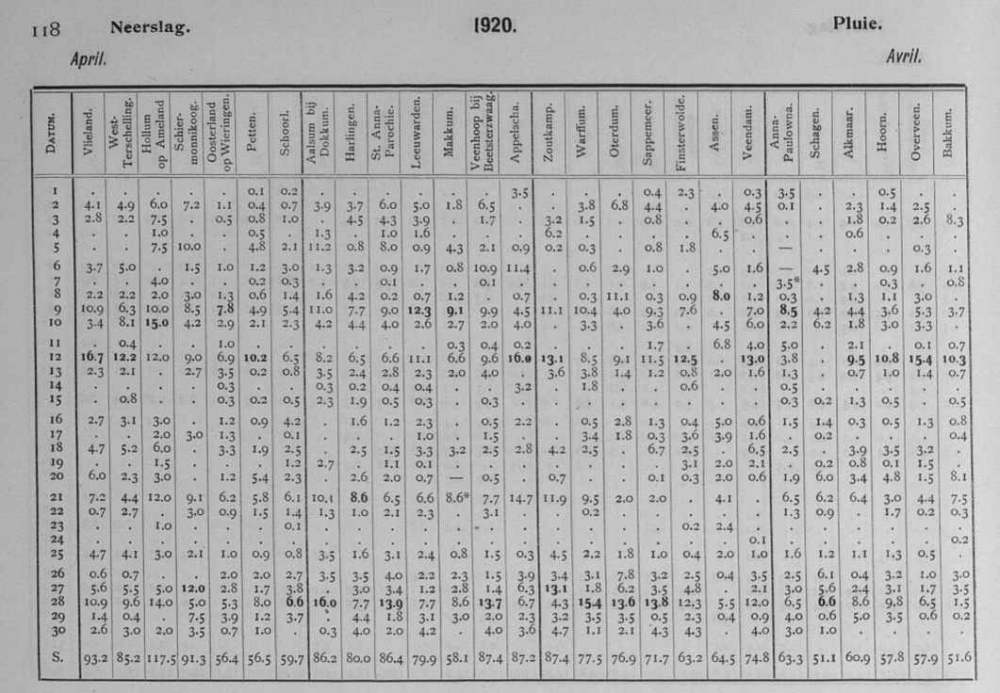 118 Neerslag. 1920. Pluie.
April. Avril.
DATUM. Vlieland. West-Terschelling. Hollum op Ameland Schier-monnikoog. Oosterland op Wieringen. Petten. Schoorl. Aalsum bij Dokkum. Harlingen. St. Anna-Parochie. Leeuwarden. Makkum. Veenhoop bij Beetsterzwaag. Appelscha. Zoutkamp. Warffum. Oterdum. Sappemeer. Finsterwolde. Assen. Veendam. Anna-Paulowna. Schagen. Alkmaar. Hoorn. Overveen. Bakkum.
1 . . . . . 0.1 0.2 . . . . . . 3.5 . . . 0.4 2.3 . 0.3 3.5 . . 0.5 . .
2 4.1 4.9 6.0 7.2 1.1 0.4 0.7 3.9 3.7 6.0 5.0 1.8 6.5 . . 3.8 6.8 4.4 . 4.0 4.5 0.1 . 2.3 1.4 2.5 .
3 2.8 2.2 7.5 . 0.5 0.8 1.0 . 4.5 4.3 3.9 . 1.7 . 3.2 1.5 . 0.8 . . 0.6 . . 1.8 0.2 2.6 8.3
4 . . 1.0 . . 0.5 . 1.3 . 1.0 1.6 . . . 6.2 . . . . 6.5 . . . 0.6 . . .
5 . . 7.5 10.0 . 4.8 2.1 11.2 0.8 8.0 0.9 4.3 2.1 0.9 0.2 0.3 . 0.8 1.8 . . — . . . 0.3 .
6 3.7 5.0 . 1.5 1.0 1.2 3.0 1.3 3.2 0.9 1.7 0.8 10.9 11.4 . 0.6 2.9 1.0 . 5.0 1.6 — 4.5 2.8 0.9 1.6 1.1
7 . . 4.0 . . 0.2 0.3 . . 0.1 . . 0.1 . . . . . . . . 3.5* . . 0.3 . 0.8
8 2.2 2.2 2.0 3.0 1.3 0.6 1.4 1.6 4.2 0.2 0.7 1.2 . 0.7 . 0.3 11.1 0.3 0.9 8.0 1.2 0.3 . 1.3 1.1 3.0 .
9 10.9 6.3 10.0 8.5 7.8 4.9 5.4 11.0 7.7 9.0 12.3 9.1 9.9 4.5 11.1 10.4 4.0 9.3 7.6 . 7.0 8.5 4.2 4.4 3.6 5.3 3.7
10 3.4 8.1 15.0 4.2 2.9 2.1 2.3 4.2 4.4 4.0 2.6 2.7 2.0 4.0 . 3.3 . 3.6 . 4.5 6.0 2.2 6.2 1.8 3.0 3.3 .
11 . 0.4 . . 1.0 . . . . . . 0.3 0.4 0.2 . . . 1.7 . 6.8 4.0 5.0 . 2.1 . 0.1 0.7
12 16.7 12.2 12.0 9.0 6.9 10.2 6.5 8.2 6.5 6.6 11.1 6.6 9.6 16.0 13.1 8.5 9.1 11.5 12.5 . 13.0 3.8 . 9.5 10.8 15.4 10.3
13 2.3 2.1 . 2.7 3.5 0.2 0.8 3.5 2.4 2.8 2.3 2.0 4.0 . 3.6 3.8 1.4 1.2 0.8 2.0 1.6 1.3 . 0.7 1.0 1.4 0.7
14 . . . . 0.3 . . 0.3 0.2 0.4 0.4 . . 3.2 . 1.8 . . 0.6 . . 0.5 . . . . .
15 . 0.8 . . 0.3 0.2 0.5 2.3 1.9 0.5 0.3 . 0.3 . . . . . . . . 0.3 0.2 1.3 0.5 . 0.5
16 2.7 3.1 3.0 . 1.2 0.9 4.2 . 1.6 1.2 2.3 . 0.5 2.2 . 0.5 2.8 1.3 0.4 5.0 0.6 1.5 1.4 0.3 0.5 1.3 0.8
17 . . 2.0 3.0 1.3 . 0.1 . . . 1.0 . 1.5 . . 3.4 1.8 0.3 3.6 3.9 1.6 . 0.2 . . . 0.4
18 4.7 5.2 6.0 . 3.3 1.9 2.5 . 2.5 1.5 3.3 3.2 2.5 2.8 4.2 2.5 . 6.7 2.5 . 6.5 2.5 . 3.9 3.5 3.2 .
19 . . 1.5 . . . 1.2 2.7 . 1.1 0.1 . . . . . . . 3.1 2.0 2.1 . 0.2 0.8 0.1 1.5 .
20 6.0 2.3 3.0 . 1.2 5.4 2.3 . 2.6 2.0 0.7 — 0.5 . 0.7 . . 0.1 0.3 2.0 0.6 1.9 6.0 3.4 4.8 1.5 8.1
21 7.2 4.4 12.0 9.1 6.2 5.8 6.1 10.1 8.6 6.5 6.6 8.6* 7.7 14.7 11.9 9.5 2.0 2.0 . 4.1 . 6.5 6.2 6.4 3.0 4.4 7.5
22 0.7 2.7 . 3.0 0.9 1.5 1.4 1.3 1.0 2.1 2.3 . 3.1 . . 0.2 . . . . . 1.3 0.9 . 1.7 0.2 0.3
23 . . 1.0 . . . 0.1 . . . . . . . . . . . 0.2 2.4 . . . . . . .
24 . . . . . . . . . . . . . . . . . . . . 0.1 . . . . . 0.2
25 4.7 4.1 3.0 2.1 1.0 0.9 0.8 3.5 1.6 3.1 2.4 0.8 1.5 0.3 4.5 2.2 1.8 1.0 0.4 2.0 1.0 1.6 1.2 1.1 1.3 0.5 .
26 0.6 0.7 . . 2.0 2.0 2.7 3.5 3.5 4.0 2.2 2.3 1.5 3.9 3.4 3.1 7.8 3.2 2.5 0.4 3.5 2.5 6.1 0.4 3.2 1.0 3.0
27 5.6 5.5 5.0 12.0 2.8 1.7 3.8 . 3.0 3.4 1.2 2.8 1.4 6.3 13.1 1.8 6.2 3.5 4.8 . 2.1 3.0 5.6 2.4 3.1 1.7 3.5
28 10.9 9.6 14.0 5.0 5.3 8.0 6.6 16.0 7.7 13.9 7.7 8.6 13.7 6.7 4.3 15.4 13.6 13.8 12.3 5.5 12.0 6.5 6.6 8.6 9.8 6.5 1.5
29 1.4 0.4 . 7.5 3.9 1.2 3.7 . 4.4 1.8 3.1 3.0 2.0 2.3 3.2 3.5 3.5 0.5 2.3 0.4 0.9 4.0 0.6 5.0 3.5 0.6 0.2
30 2.6 3.0 2.0 3.5 0.7 1.0 . 0.3 4.0 2.0 4.2 . 4.0 3.6 4.7 1.1 2.1 4.3 4.3 . 4.0 3.0 1.0 . . . .
S. 93.2 85.2 117.5 91.3 56.4 56.5 59.7 86.2 80.0 86.4 79.9 58.1 87.4 87.2 87.4 77.5 76.9 71.7 63.2 64.5 74.8 63.3 51.1 60.9 57.8 57.9 51.6